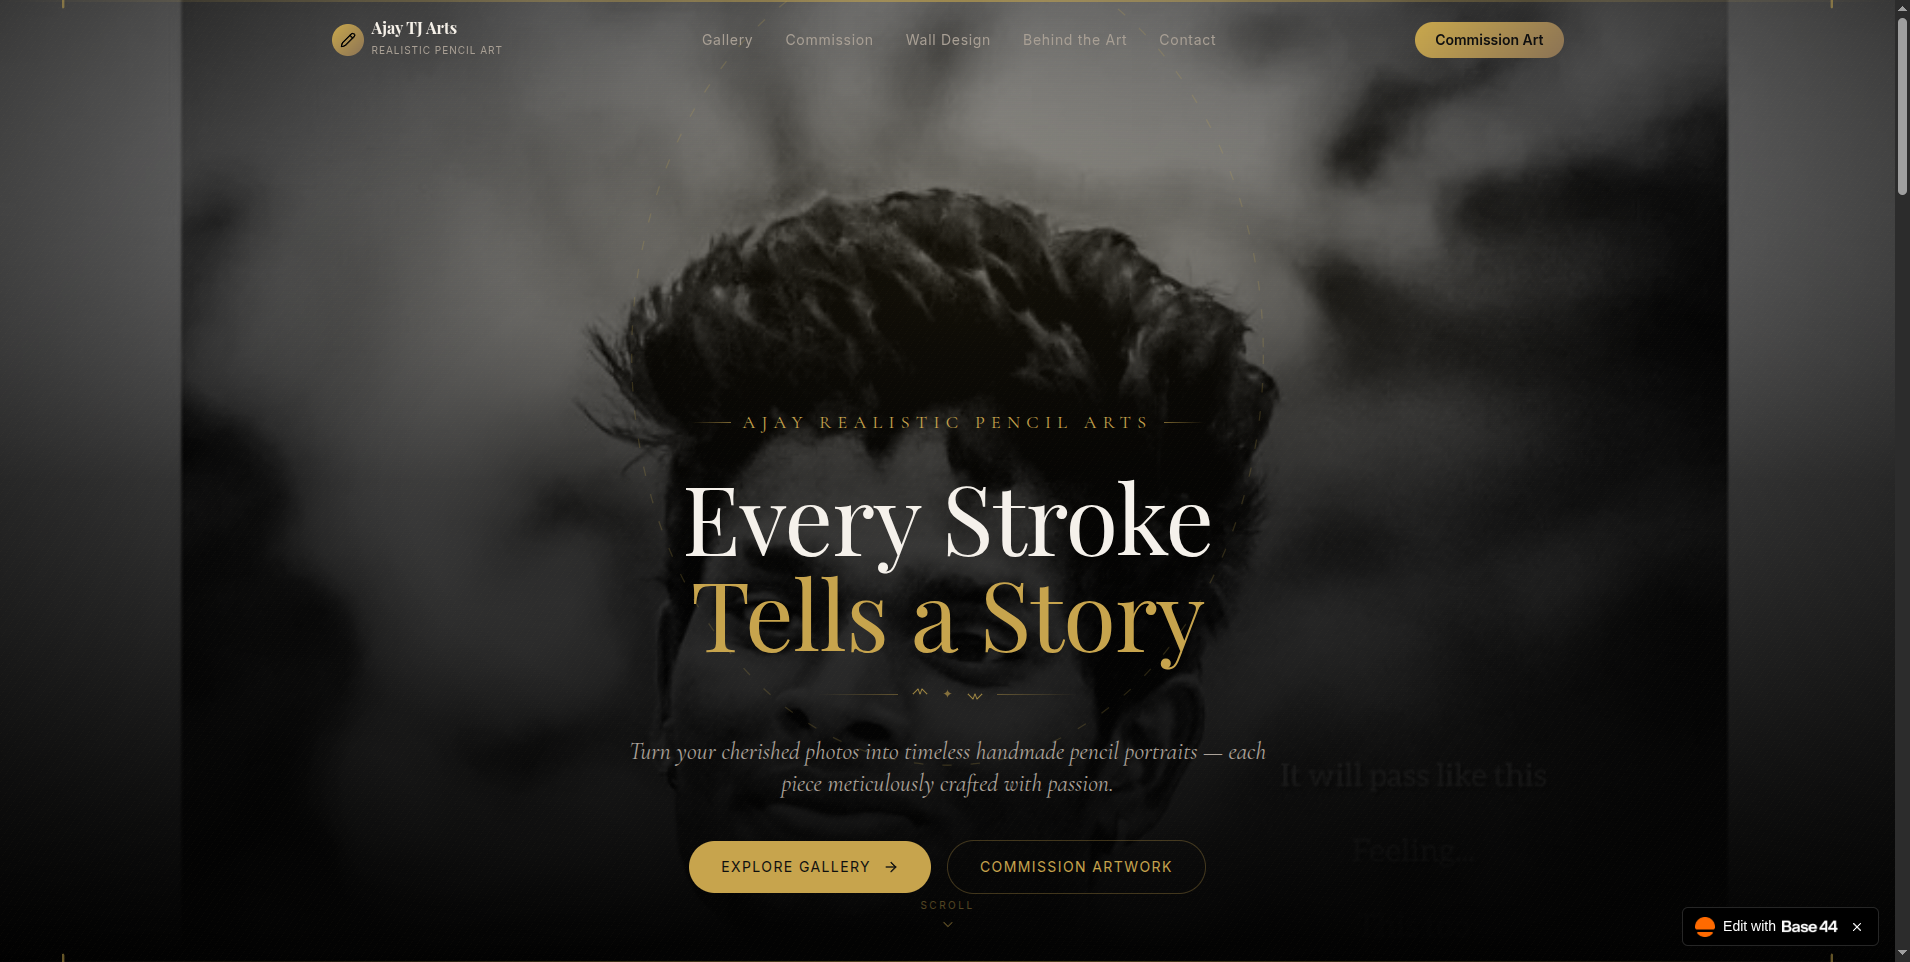 Ajay TJ Arts
REALISTIC PENCIL ART
Gallery
Commission
Wall Design
Behind the Art
Contact
Commission Art
AJAY REALISTIC PENCIL ARTS
Every Stroke
Tells a Story
Turn your cherished photos into timeless handmade pencil portraits — each
piece meticulously crafted with passion.
It will pass like this
Feeling...
EXPLORE GALLERY
COMMISSION ARTWORK
SCROLL
Edit with Base44